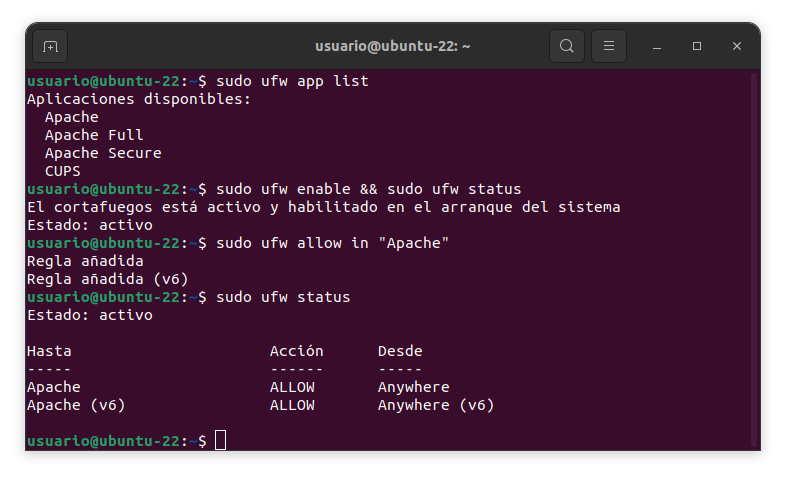 usuario@ubuntu-22: ~
usuario@ubuntu-22:~$ sudo ufw app list
Aplicaciones disponibles:
  Apache
  Apache Full
  Apache Secure
  CUPS
usuario@ubuntu-22:~$ sudo ufw enable && sudo ufw status
El cortafuegos está activo y habilitado en el arranque del sistema
Estado: activo
usuario@ubuntu-22:~$ sudo ufw allow in "Apache"
Regla añadida
Regla añadida (v6)
usuario@ubuntu-22:~$ sudo ufw status
Estado: activo

Hasta                      Acción      Desde
-----                      ------      -----
Apache                     ALLOW       Anywhere
Apache (v6)                ALLOW       Anywhere (v6)

usuario@ubuntu-22:~$